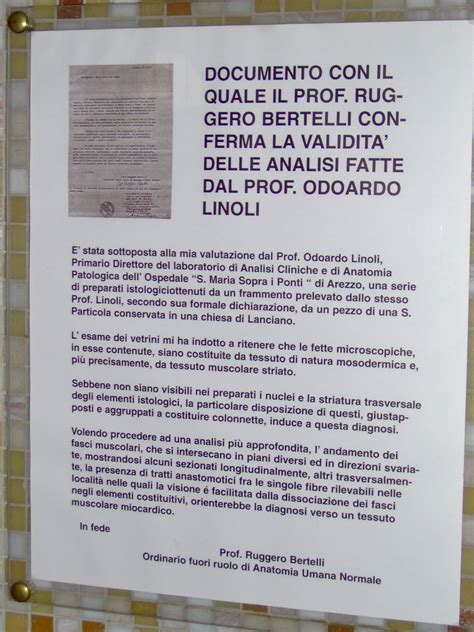 DOCUMENTO CON IL
QUALE IL PROF. RUG-
GERO BERTELLI CON-
FERMA LA VALIDITA'
DELLE ANALISI FATTE
DAL PROF. ODOARDO
LINOLI
E' stata sottoposta alla mia valutazione dal Prof. Odoardo Linoli,
Primario Direttore del laboratorio di Analisi Cliniche e di Anatomia
Patologica dell' Ospedale "S. Maria Sopra i Ponti " di Arezzo, una serie
di preparati istologiciottenuti da un frammento prelevato dallo stesso
Prof. Linoli, secondo sua formale dichiarazione, da un pezzo di una S.
Particola conservata in una chiesa di Lanciano.
L' esame dei vetrini mi ha indotto a ritenere che le fette microscopiche,
in esse contenute, siano costituite da tessuto di natura mosodermica e,
più precisamente, da tessuto muscolare striato.
Sebbene non siano visibili nei preparati i nuclei e la striatura trasversale
degli elementi istologici, la particolare disposizione di questi, giustap-
posti e aggruppati a costituire colonnette, induce a questa diagnosi.
Volendo procedere ad una analisi più approfondita, l' andamento dei
fasci muscolari, che si intersecano in piani diversi ed in direzioni svaria-
te, mostrandosi alcuni sezionati longitudinalmente, altri trasversalmen-
te, la presenza di tratti anastomotici fra le singole fibre rilevabili nelle
località nelle quali la visione é facilitata dalla dissociazione dei fasci
negli elementi costitutivi, orienterebbe la diagnosi verso un tessuto
muscolare miocardico.
In fede
Prof. Ruggero Bertelli
Ordinario fuori ruolo di Anatomia Umana Normale